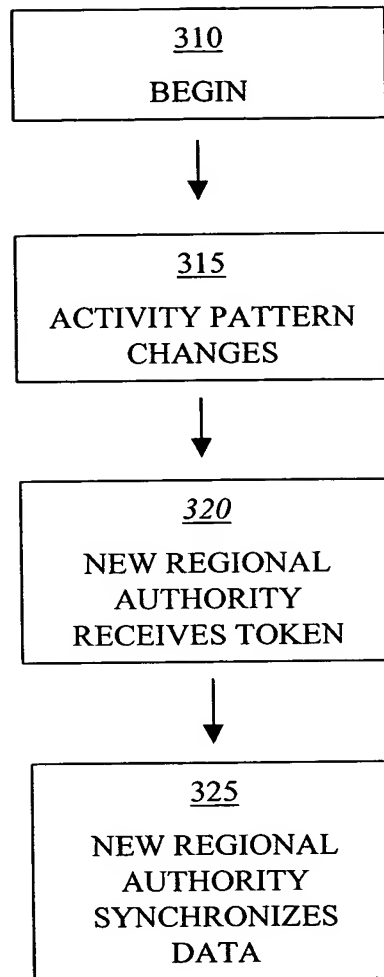 310
BEGIN
315
ACTIVITY PATTERN
CHANGES
320
NEW REGIONAL
AUTHORITY
RECEIVES TOKEN
325
NEW REGIONAL
AUTHORITY
SYNCHRONIZES
DATA